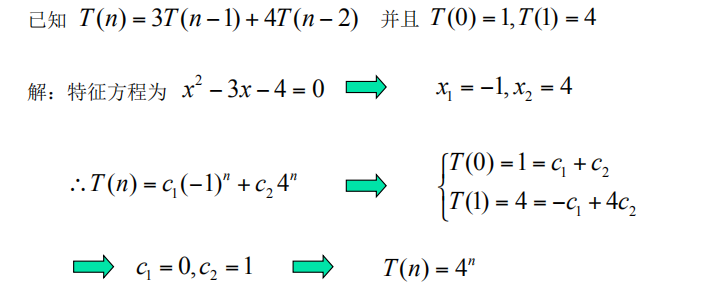 已知 T(n) = 3T(n−1) + 4T(n−2) 并且 T(0) = 1, T(1) = 4
解：特征方程为 x² − 3x − 4 = 0 x₁ = −1, x₂ = 4
∴T(n) = c₁(−1)ⁿ + c₂ 4ⁿ { T(0) = 1 = c₁ + c₂
T(1) = 4 = −c₁ + 4c₂
c₁ = 0, c₂ = 1 T(n) = 4ⁿ